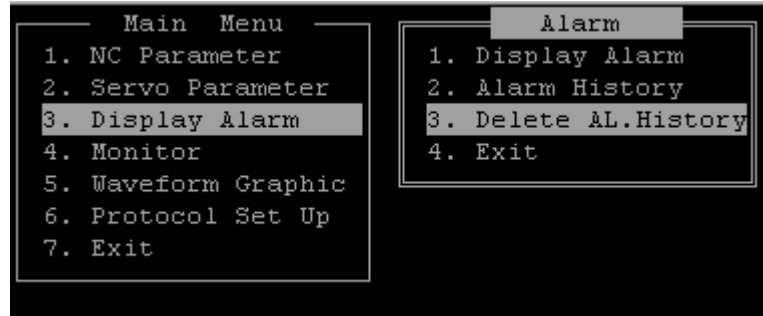 Main Menu
1. NC Parameter
2. Servo Parameter
3. Display Alarm
4. Monitor
5. Waveform Graphic
6. Protocol Set Up
7. Exit
Alarm
1. Display Alarm
2. Alarm History
3. Delete AL.History
4. Exit